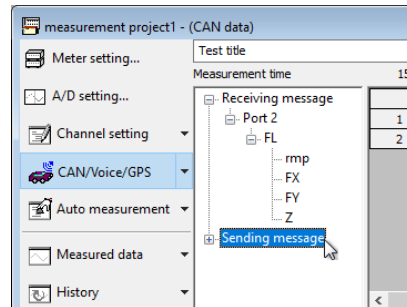 measurement project1 - (CAN data)
Meter setting...
A/D setting...
Channel setting
CAN/Voice/GPS
Auto measurement
Measured data
History
Test title
Measurement time 15
Receiving message
Port 2
FL
rmp
FX
FY
Z
Sending message
1
2